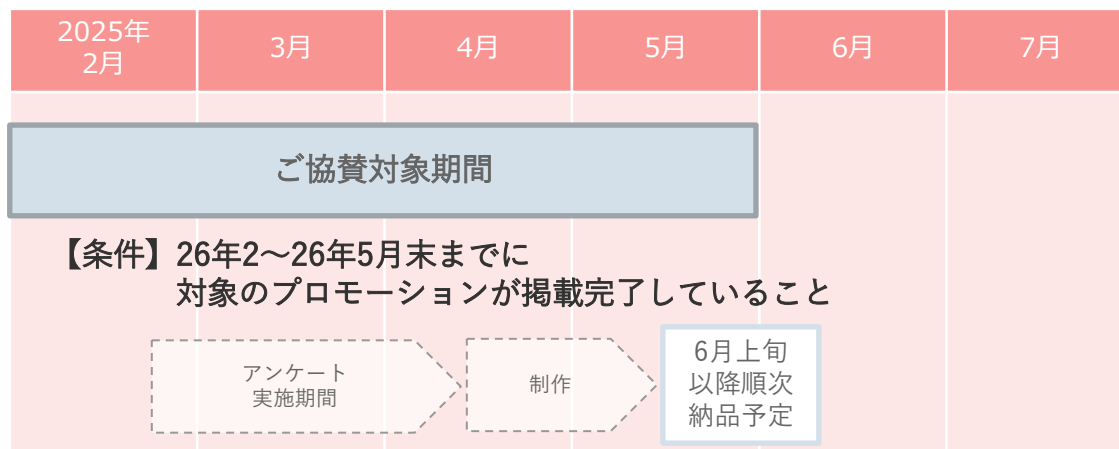 2025年
2月
3月
4月
5月
6月
7月
ご協賛対象期間
【条件】26年2～26年5月末までに
対象のプロモーションが掲載完了していること
アンケート
実施期間
制作
6月上旬
以降順次
納品予定